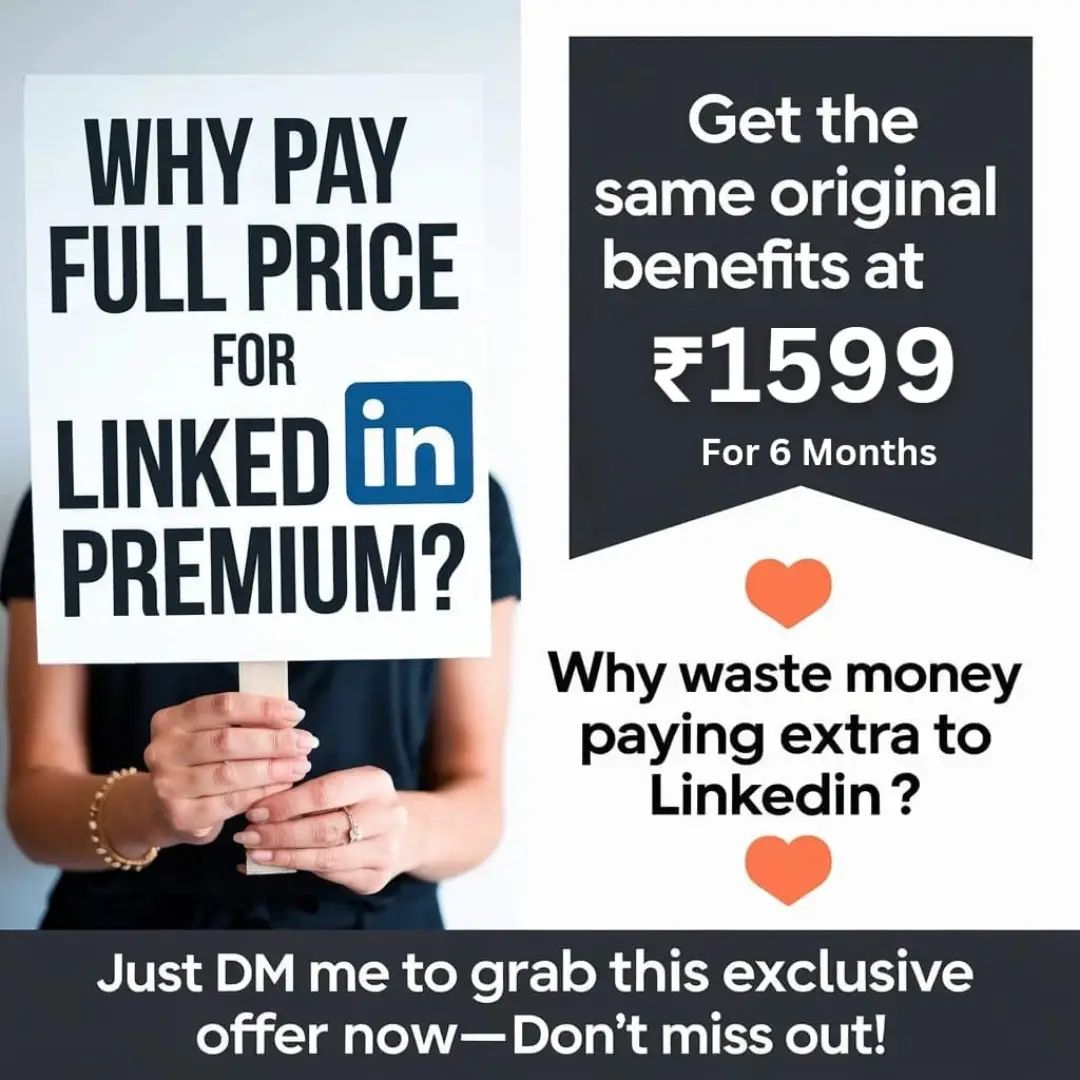 WHY PAY
FULL PRICE
FOR
LINKED in
PREMIUM?
Get the
same original
benefits at
₹1599
For 6 Months
Why waste money
paying extra to
Linkedin ?
Just DM me to grab this exclusive
offer now—Don't miss out!